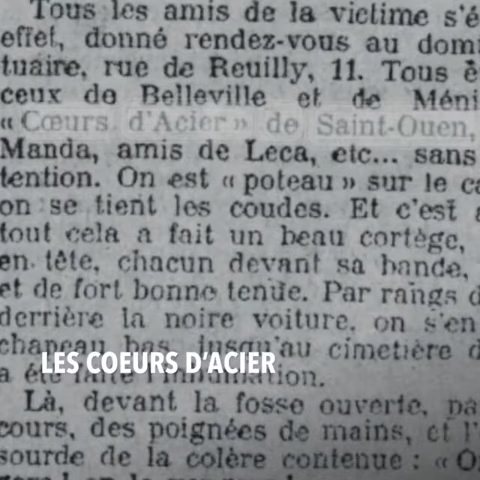 Tous les amis de la victime s'é
effet, donné rendez-vous au dom
tuaire, rue de Reuilly, 11. Tous ê
ceux de Belleville et de Méni
« Cœurs d'Acier » de Saint-Ouen,
Manda, amis de Leca, etc... sans
tention. On est « poteau » sur le ca
on se tient les coudes. Et c'est a
tout cela a fait un beau cortège,
en tête, chacun devant sa bande,
et de fort bonne tenue. Par rangs d
derrière la noire voiture, on s'en
chapeau bas, jusqu'au cimetière d
LES COEURS D'ACIER
a été faite l'inhumation.
Là, devant la fosse ouverte, pa
cours, des poignées de mains, et l'
sourde de la colère contenue : « O